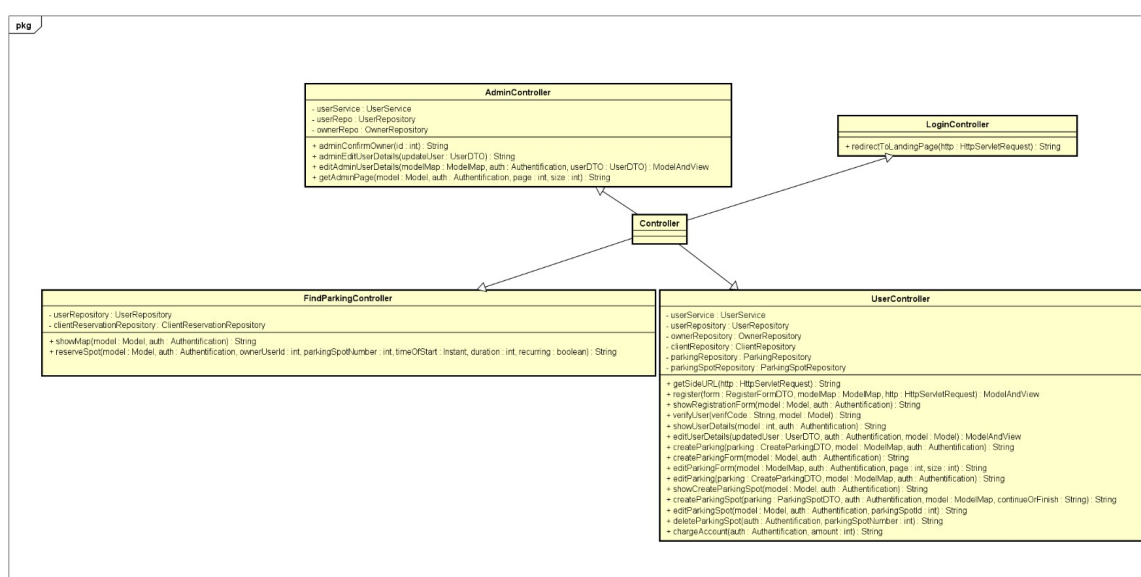 pkg
AdminController
- userService : UserService
- userRepo : UserRepository
- ownerRepo : OwnerRepository
+ adminConfirmOwner(id : int) : String
+ adminEditUserDetails(updateUser : UserDTO) : String
+ editAdminUserDetails(modelMap : ModelMap, auth : Authentification, userDTO : UserDTO) : ModelAndView
+ getAdminPage(model : Model, auth : Authentification, page : int, size : int) : String
LoginController
+ redirectToLandingPage(http : HttpServletRequest) : String
Controller
FindParkingController
- userRepository : UserRepository
- clientReservationRepository : ClientReservationRepository
+ showMap(model : Model, auth : Authentification) : String
+ reserveSpot(model : Model, auth : Authentification, ownerUserId : int, parkingSpotNumber : int, timeOfStart : Instant, duration : int, recurring : boolean) : String
UserController
- userService : UserService
- userRepository : UserRepository
- ownerRepository : OwnerRepository
- clientRepository : ClientRepository
- parkingRepository : ParkingRepository
- parkingSpotRepository : ParkingSpotRepository
+ getSideURL(http : HttpServletRequest) : String
+ register(form : RegisterFormDTO, modelMap : ModelMap, http : HttpServletRequest) : ModelAndView
+ showRegistrationForm(model : Model, auth : Authentification) : String
+ verifyUser(verifCode : String, model : Model) : String
+ showUserDetails(model : int, auth : Authentification) : String
+ editUserDetails(updatedUser : UserDTO, auth : Authentification, model : Model) : ModelAndView
+ createParking(parking : CreateParkingDTO, model : ModelMap, auth : Authentification) : String
+ createParkingForm(model : Model, auth : Authentification) : String
+ editParkingForm(model : ModelMap, auth : Authentification, page : int, size : int) : String
+ editParking(parking : CreateParkingDTO, model : ModelMap, auth : Authentification) : String
+ showCreateParkingSpot(model : Model, auth : Authentification) : String
+ createParkingSpot(parking : ParkingSpotDTO, auth : Authentification, model : ModelMap, continueOrFinish : String) : String
+ editParkingSpot(model : Model, auth : Authentification, parkingSpotId : int) : String
+ deleteParkingSpot(auth : Authentification, parkingSpotNumber : int) : String
+ chargeAccount(auth : Authentification, amount : int) : String